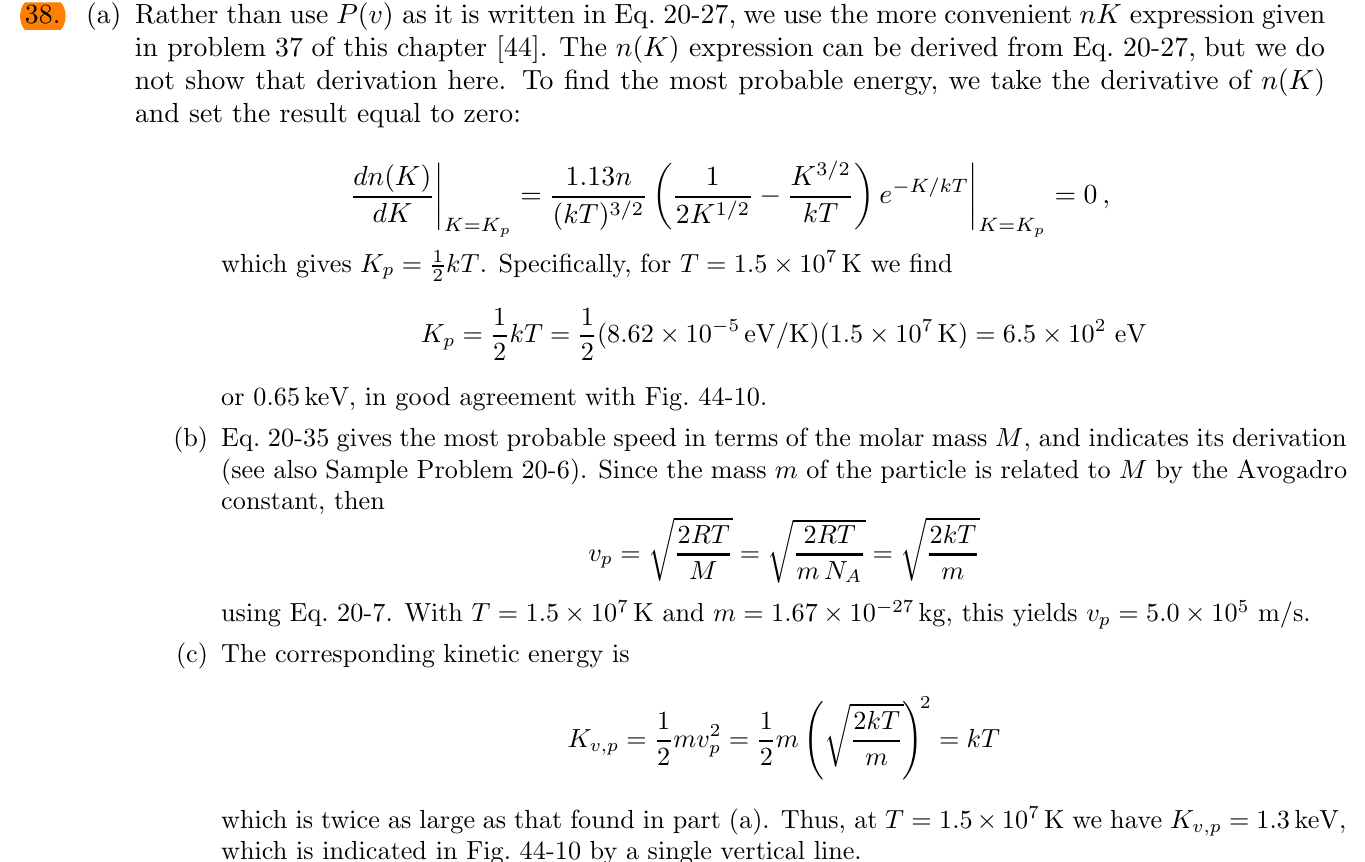 38. (a) Rather than use P(v) as it is written in Eq. 20-27, we use the more convenient nK expression given
in problem 37 of this chapter [44]. The n(K) expression can be derived from Eq. 20-27, but we do
not show that derivation here. To find the most probable energy, we take the derivative of n(K)
and set the result equal to zero:
\left.\frac{dn(K)}{dK}\right|_{K=K_p} = \left.\frac{1.13n}{(kT)^{3/2}} \left(\frac{1}{2K^{1/2}} - \frac{K^{3/2}}{kT}\right) e^{-K/kT}\right|_{K=K_p} = 0 ,
which gives K_p = \frac{1}{2}kT. Specifically, for T = 1.5 × 10^7 K we find
K_p = \frac{1}{2}kT = \frac{1}{2}(8.62 × 10^{-5} eV/K)(1.5 × 10^7 K) = 6.5 × 10^2 eV
or 0.65 keV, in good agreement with Fig. 44-10.
(b) Eq. 20-35 gives the most probable speed in terms of the molar mass M, and indicates its derivation
(see also Sample Problem 20-6). Since the mass m of the particle is related to M by the Avogadro
constant, then
v_p = \sqrt{\frac{2RT}{M}} = \sqrt{\frac{2RT}{m N_A}} = \sqrt{\frac{2kT}{m}}
using Eq. 20-7. With T = 1.5 × 10^7 K and m = 1.67 × 10^{-27} kg, this yields v_p = 5.0 × 10^5 m/s.
(c) The corresponding kinetic energy is
K_{v,p} = \frac{1}{2}mv_p^2 = \frac{1}{2}m \left(\sqrt{\frac{2kT}{m}}\right)^2 = kT
which is twice as large as that found in part (a). Thus, at T = 1.5 × 10^7 K we have K_{v,p} = 1.3 keV,
which is indicated in Fig. 44-10 by a single vertical line.